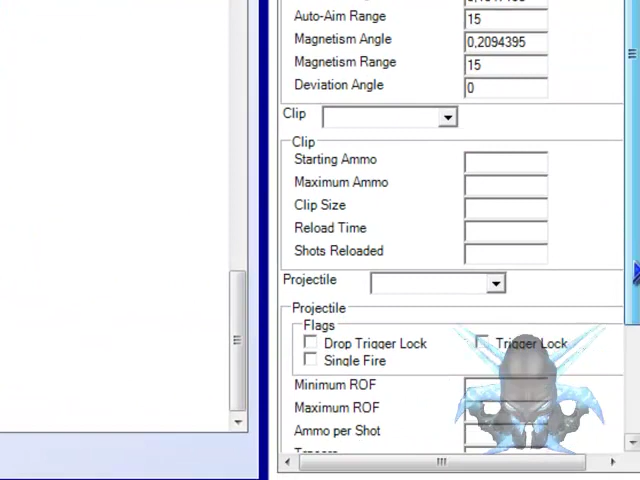 Auto-Aim Range 15
Magnetism Angle 0,2094395
Magnetism Range 15
Deviation Angle 0
Clip
Clip
Starting Ammo
Maximum Ammo
Clip Size
Reload Time
Shots Reloaded
Projectile
Projectile
Flags
Drop Trigger Lock Trigger Lock
Single Fire
Minimum ROF
Maximum ROF
Ammo per Shot